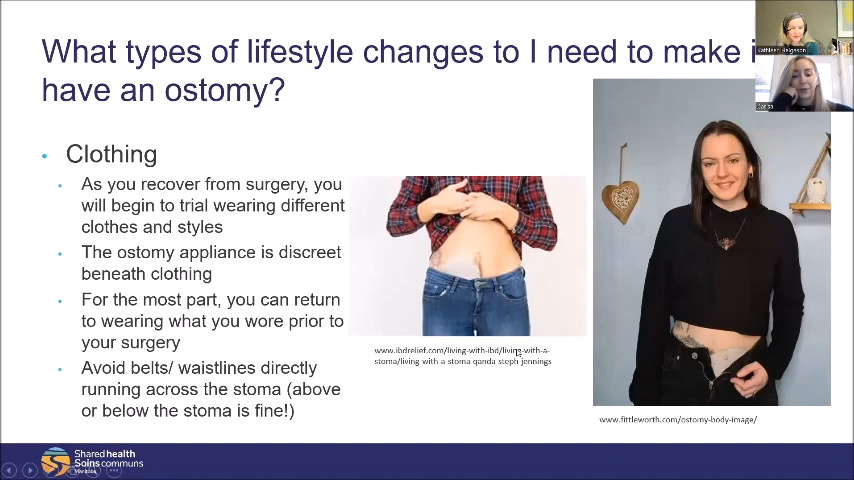 What types of lifestyle changes to I need to make i
have an ostomy?
Kathleen Helgason
• Clothing
• As you recover from surgery, you
will begin to trial wearing different
clothes and styles
• The ostomy appliance is discreet
beneath clothing
• For the most part, you can return
to wearing what you wore prior to
your surgery
• Avoid belts/ waistlines directly
running across the stoma (above
or below the stoma is fine!)
www.ibdrelief.com/living-with-ibd/living-with-a-
stoma/living with a stoma qanda steph jennings
www.fittleworth.com/ostomy-body-image/
Shared health
Soins communs
Manitoba